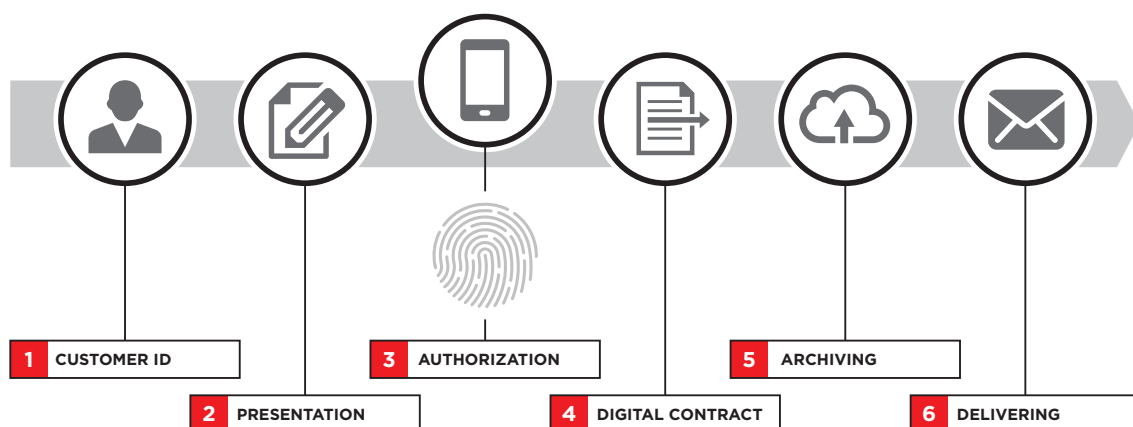 1 CUSTOMER ID
2 PRESENTATION
3 AUTHORIZATION
4 DIGITAL CONTRACT
5 ARCHIVING
6 DELIVERING